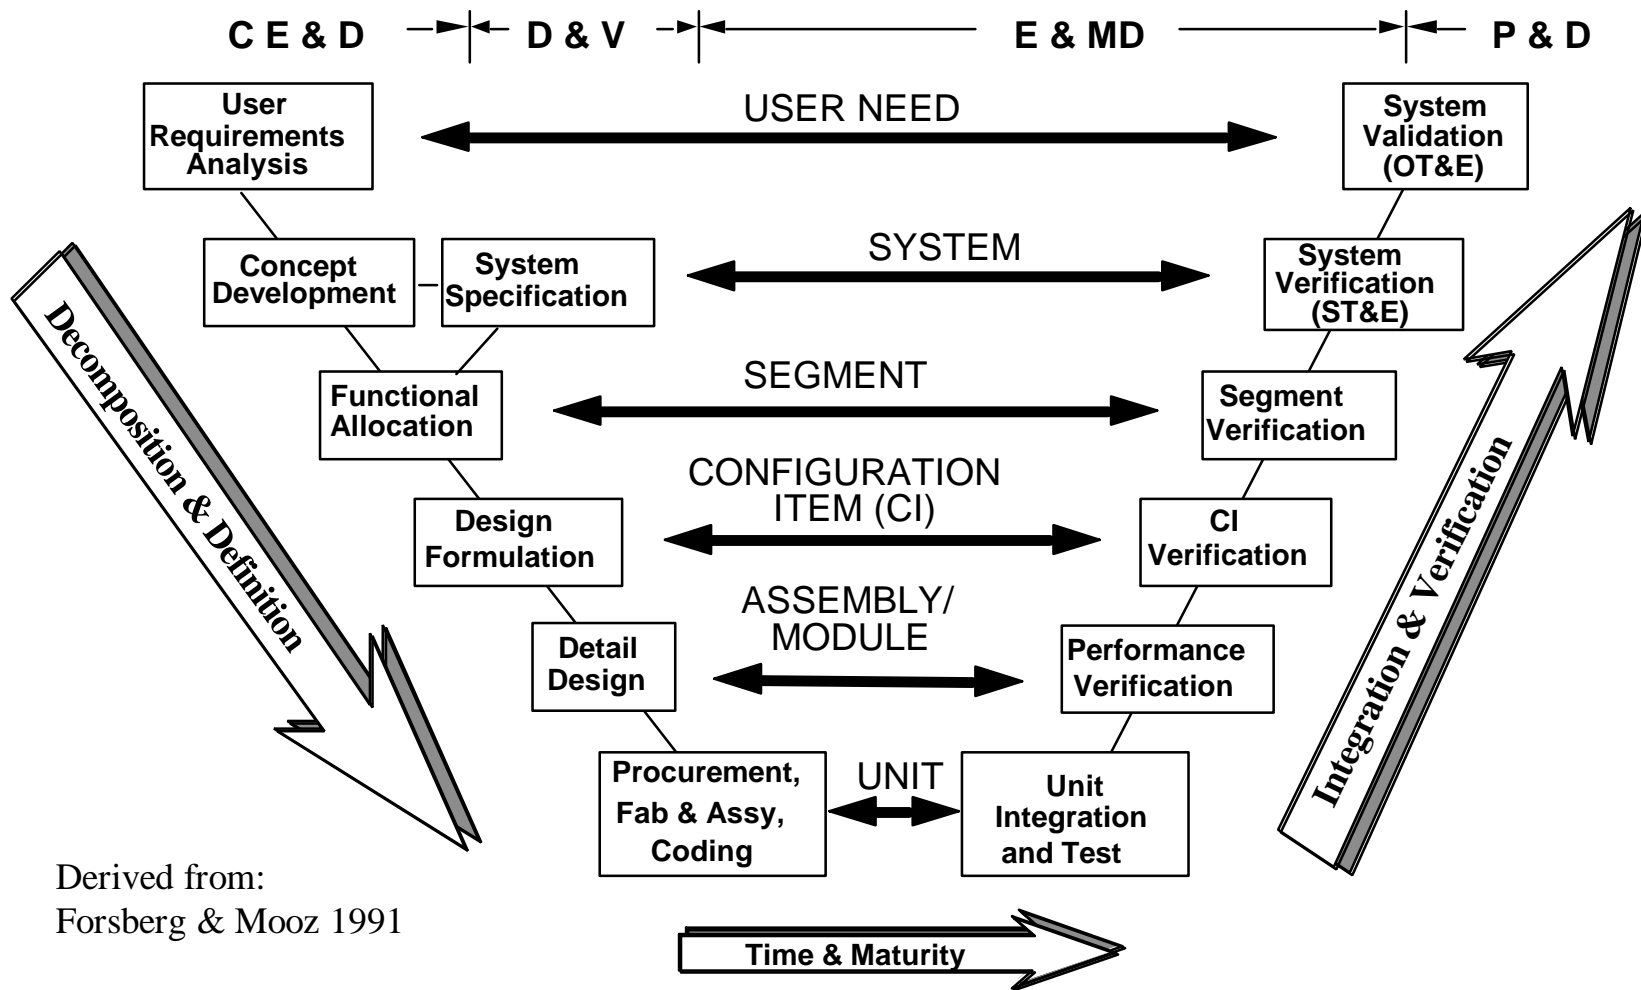 C E & D
D & V
E & MD
P & D
User
Requirements
Analysis
USER NEED
System
Validation
(OT&E)
Concept
Development
System
Specification
SYSTEM
System
Verification
(ST&E)
Decomposition & Definition
Functional
Allocation
SEGMENT
Segment
Verification
Integration & Verification
Design
Formulation
CONFIGURATION
ITEM (CI)
CI
Verification
Detail
Design
ASSEMBLY/
MODULE
Performance
Verification
Procurement,
Fab & Assy,
Coding
UNIT
Unit
Integration
and Test
Derived from:
Forsberg & Mooz 1991
Time & Maturity